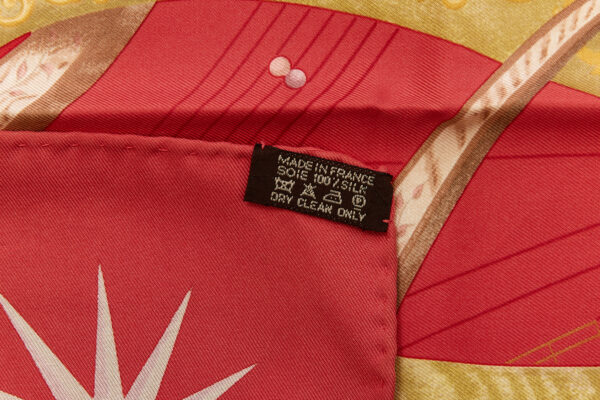 MADE IN FRANCE
SOIE 100% SILK
P
DRY CLEAN ONLY